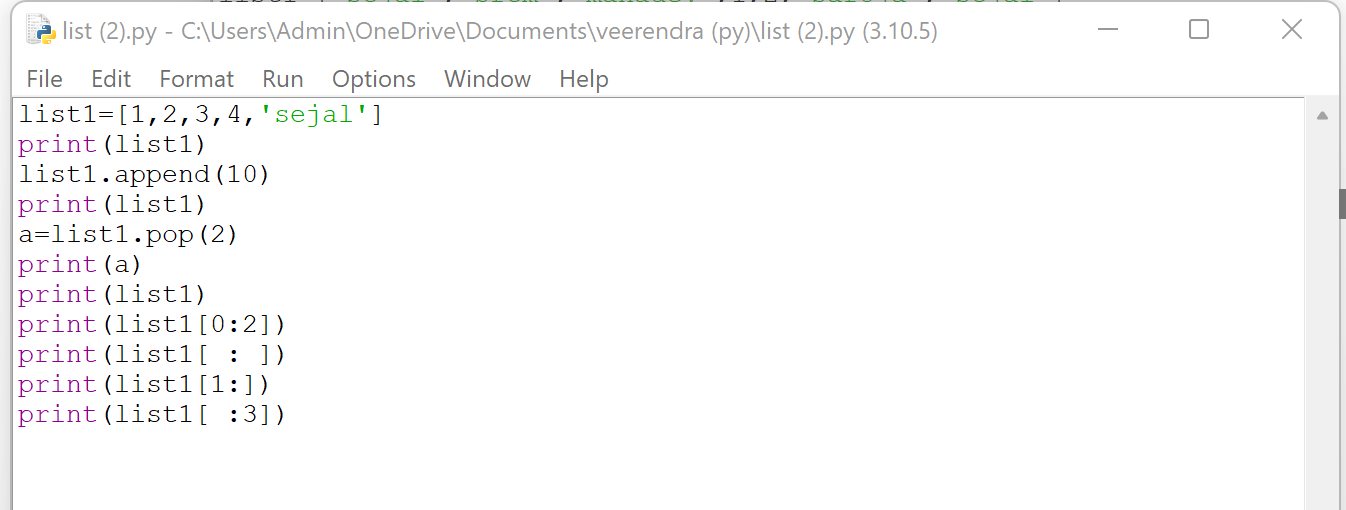 list (2).py - C:\Users\Admin\OneDrive\Documents\veerendra (py)\list (2).py (3.10.5)
File Edit Format Run Options Window Help
list1=[1,2,3,4,'sejal']
print(list1)
list1.append(10)
print(list1)
a=list1.pop(2)
print(a)
print(list1)
print(list1[0:2])
print(list1[ : ])
print(list1[1:])
print(list1[ :3])